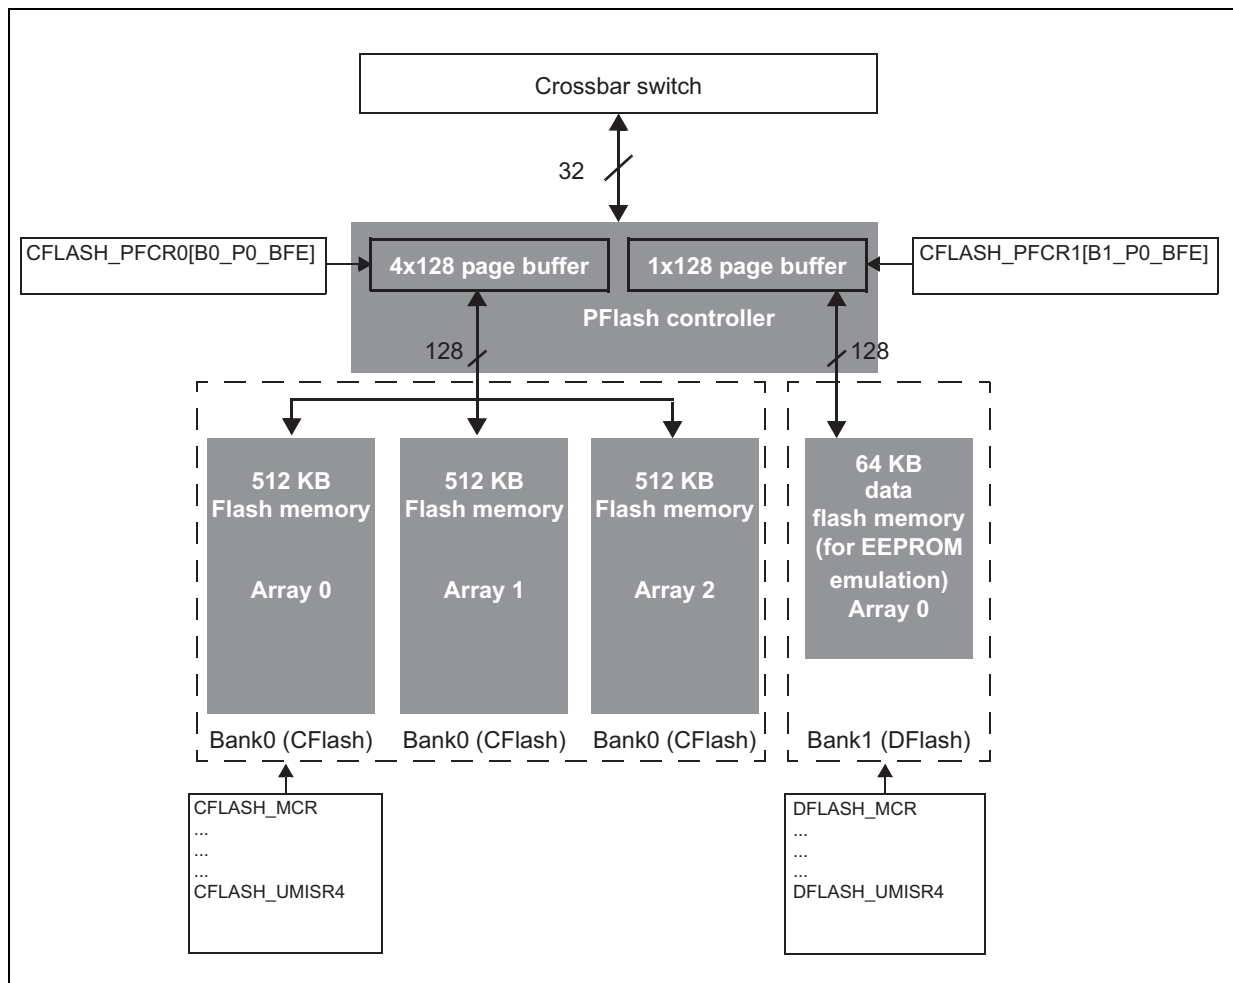 Crossbar switch
32
CFLASH_PFCR0[B0_P0_BFE]
4x128 page buffer
1x128 page buffer
CFLASH_PFCR1[B1_P0_BFE]
PFlash controller
128
128
512 KB
Flash memory
Array 0
512 KB
Flash memory
Array 1
512 KB
Flash memory
Array 2
64 KB
data
flash memory
(for EEPROM
emulation)
Array 0
Bank0 (CFlash)
Bank0 (CFlash)
Bank0 (CFlash)
Bank1 (DFlash)
CFLASH_MCR
...
...
...
CFLASH_UMISR4
DFLASH_MCR
...
...
...
DFLASH_UMISR4